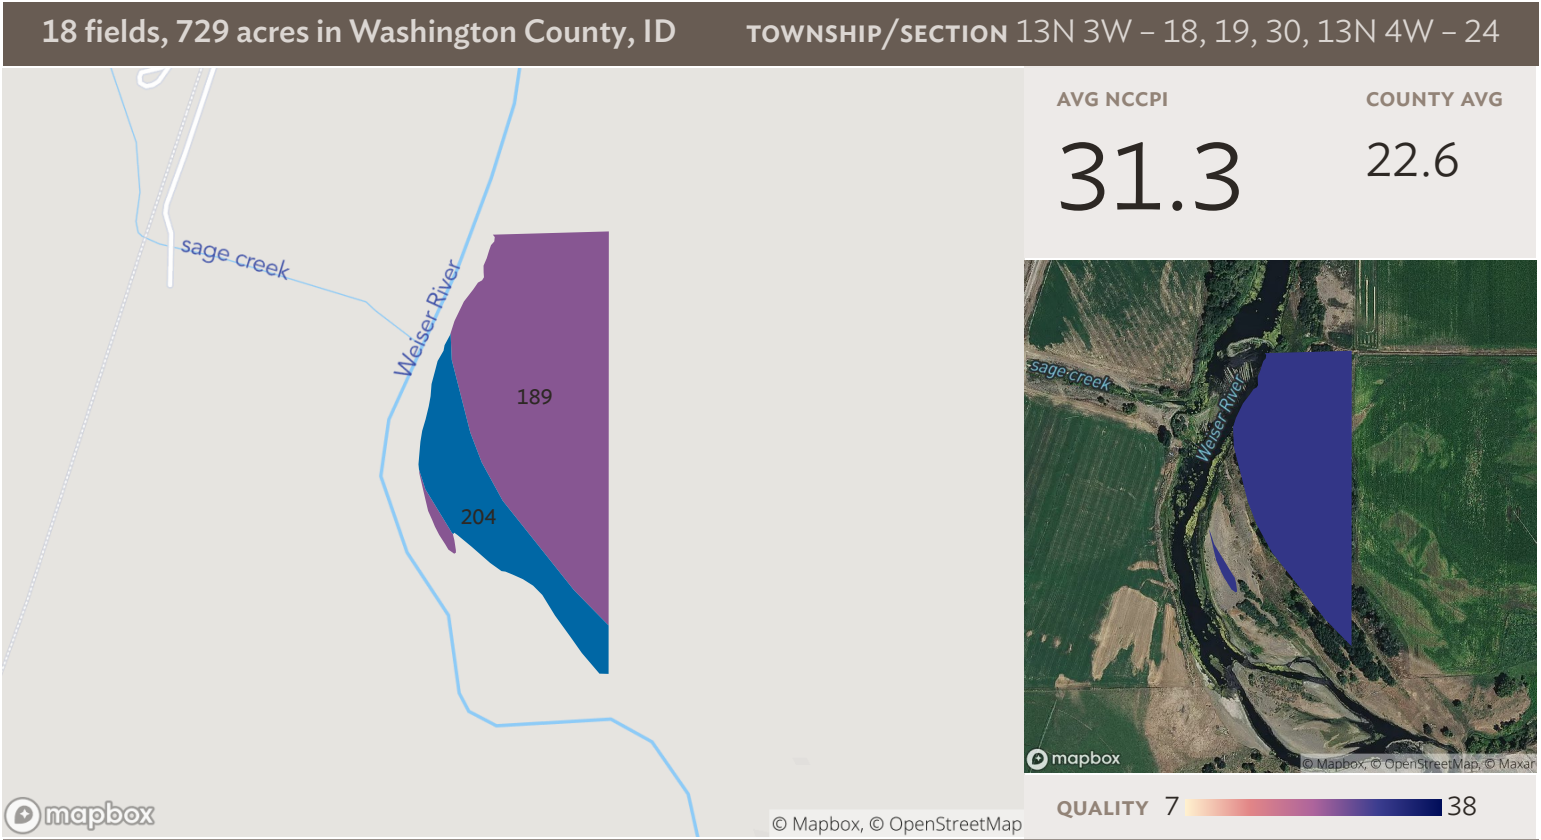 18 fields, 729 acres in Washington County, ID
TOWNSHIP/SECTION 13N 3W – 18, 19, 30, 13N 4W – 24
AVG NCCPI
31.3
COUNTY AVG
22.6
sage creek
Weiser River
189
204
mapbox
© Mapbox, © OpenStreetMap
sage creek
Weiser River
mapbox
© Mapbox, © OpenStreetMap, © Maxar
QUALITY 7 38